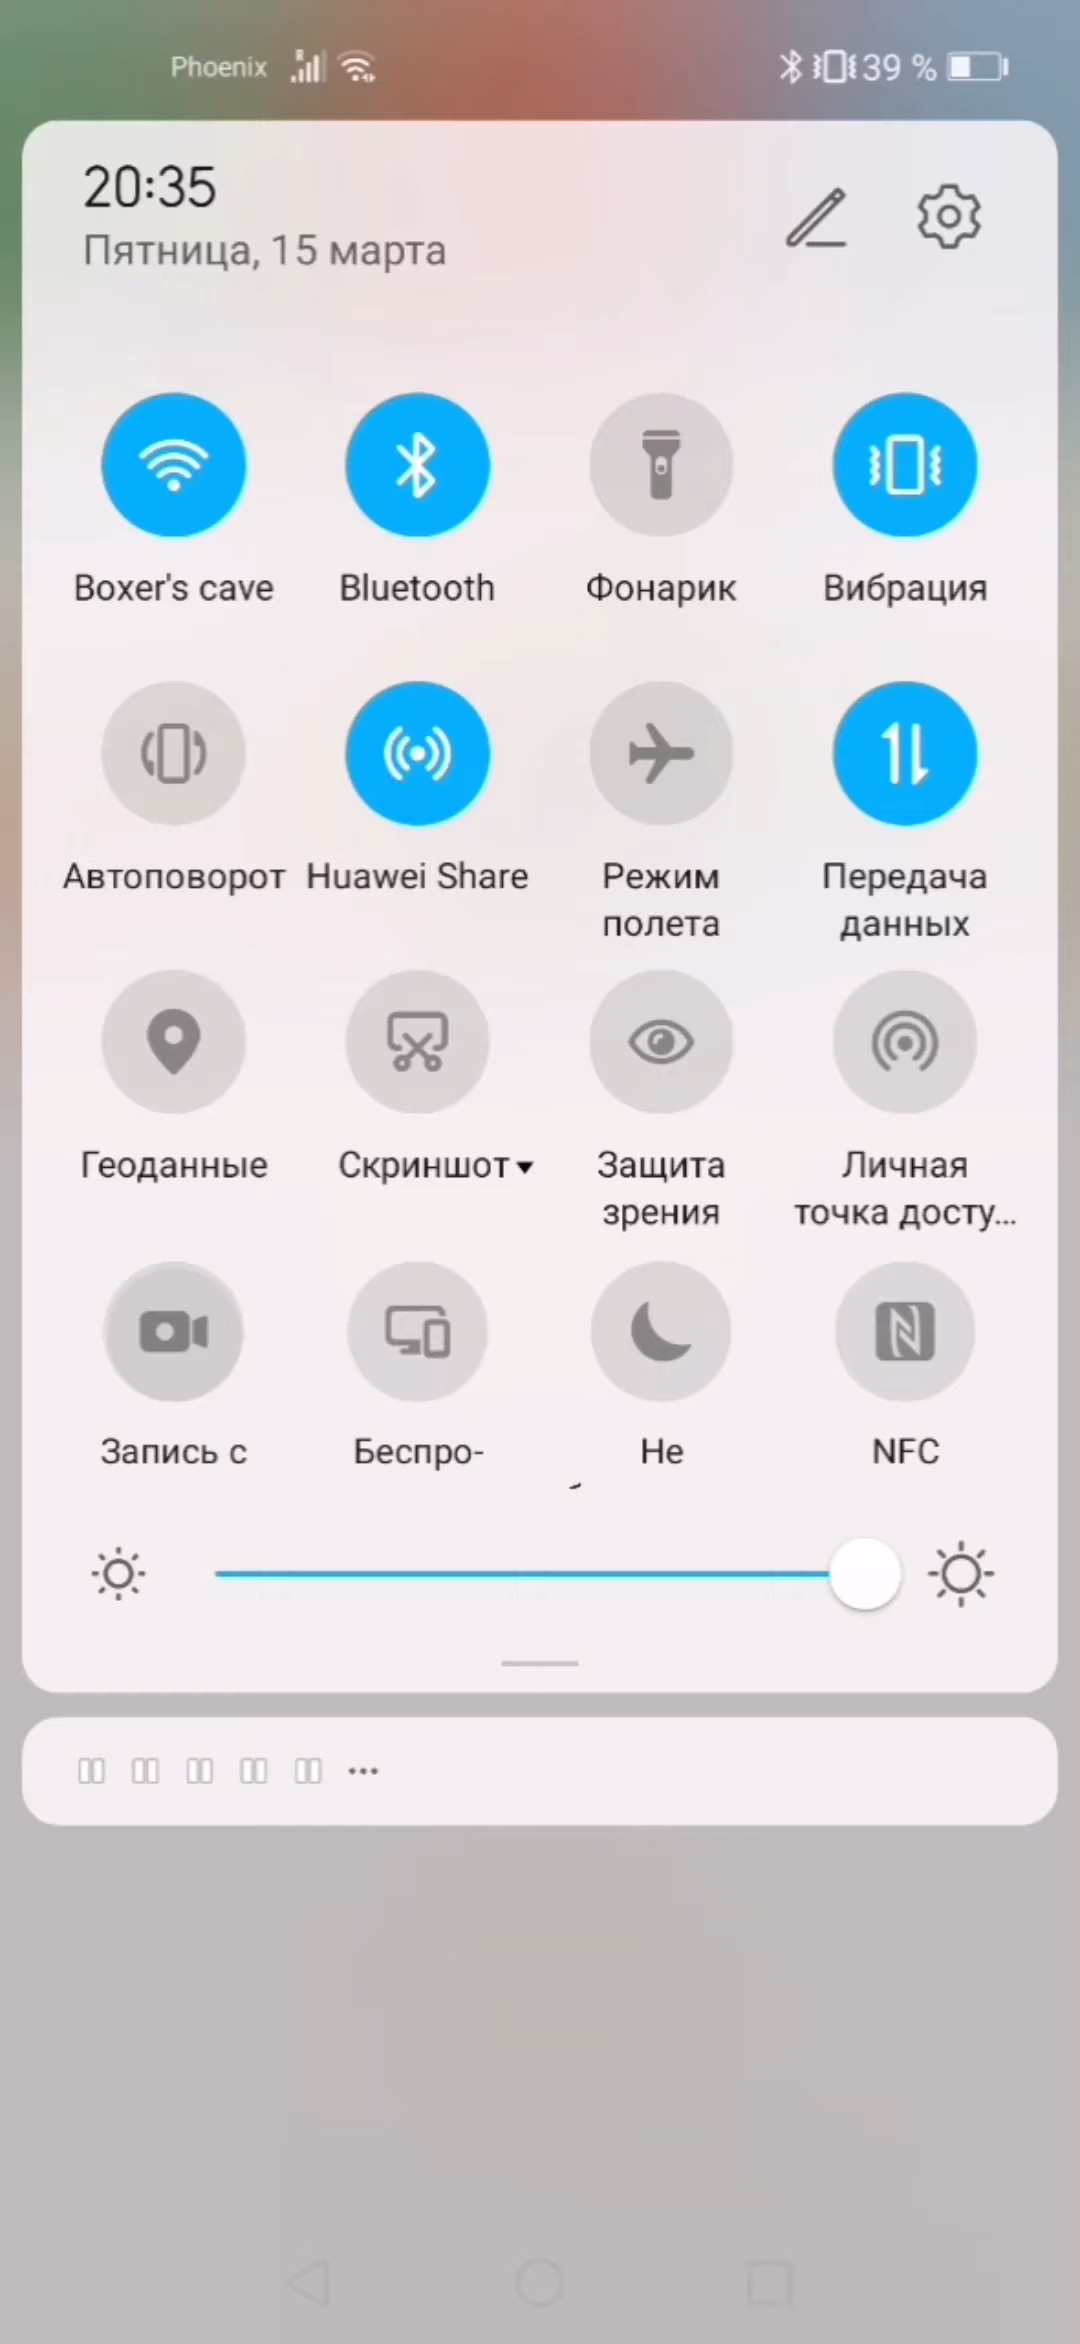 Phoenix R 39 %
20:35
Пятница, 15 марта
Boxer's cave Bluetooth Фонарик Вибрация
Автоповорот Huawei Share Режим Передача
полета данных
Геоданные Скриншот Защита Личная
зрения точка досту...
Запись с Беспро- Не NFC
...